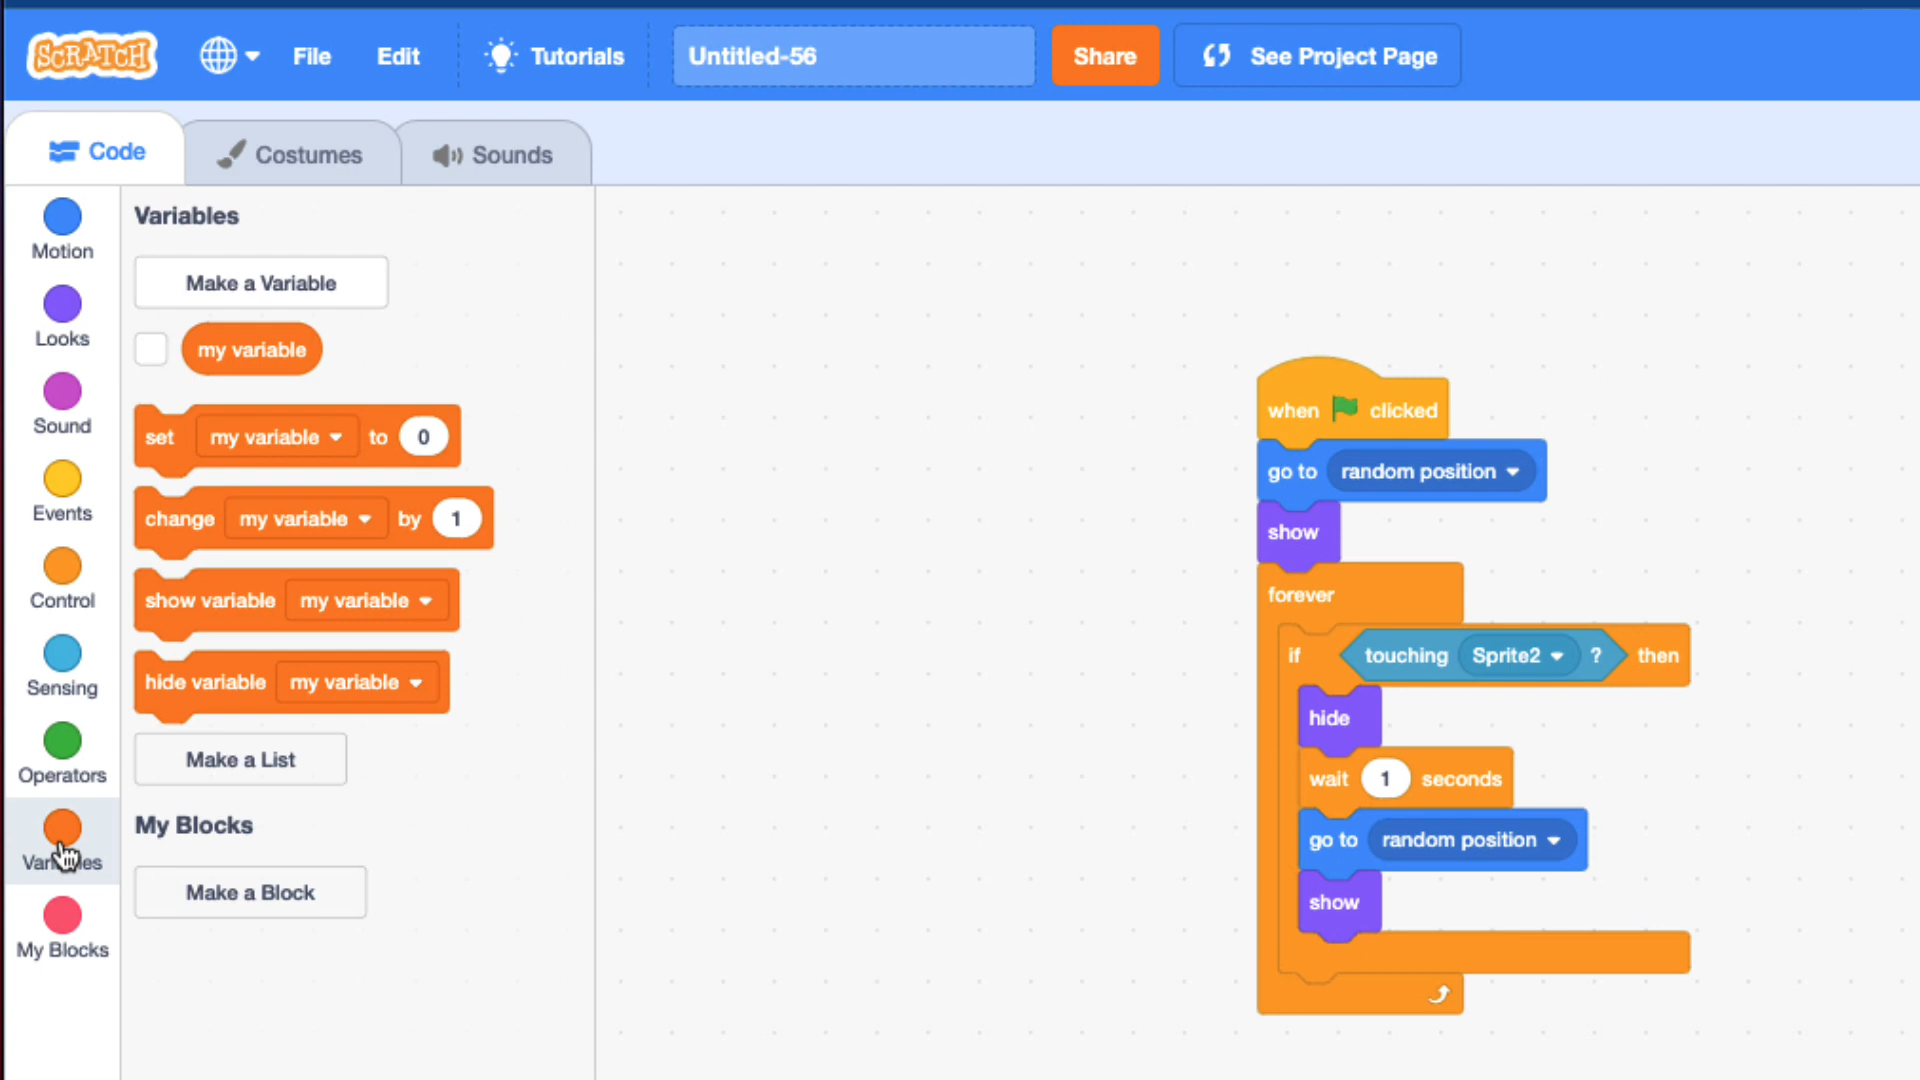 SCRATCH
File
Edit
Tutorials
Untitled-56
Share
See Project Page
Code
Costumes
Sounds
Motion
Looks
Sound
Events
Control
Sensing
Operators
Variables
My Blocks
Variables
Make a Variable
my variable
set my variable to 0
change my variable by 1
show variable my variable
hide variable my variable
Make a List
My Blocks
Make a Block
when clicked
go to random position
show
forever
if touching Sprite2 ? then
hide
wait 1 seconds
go to random position
show